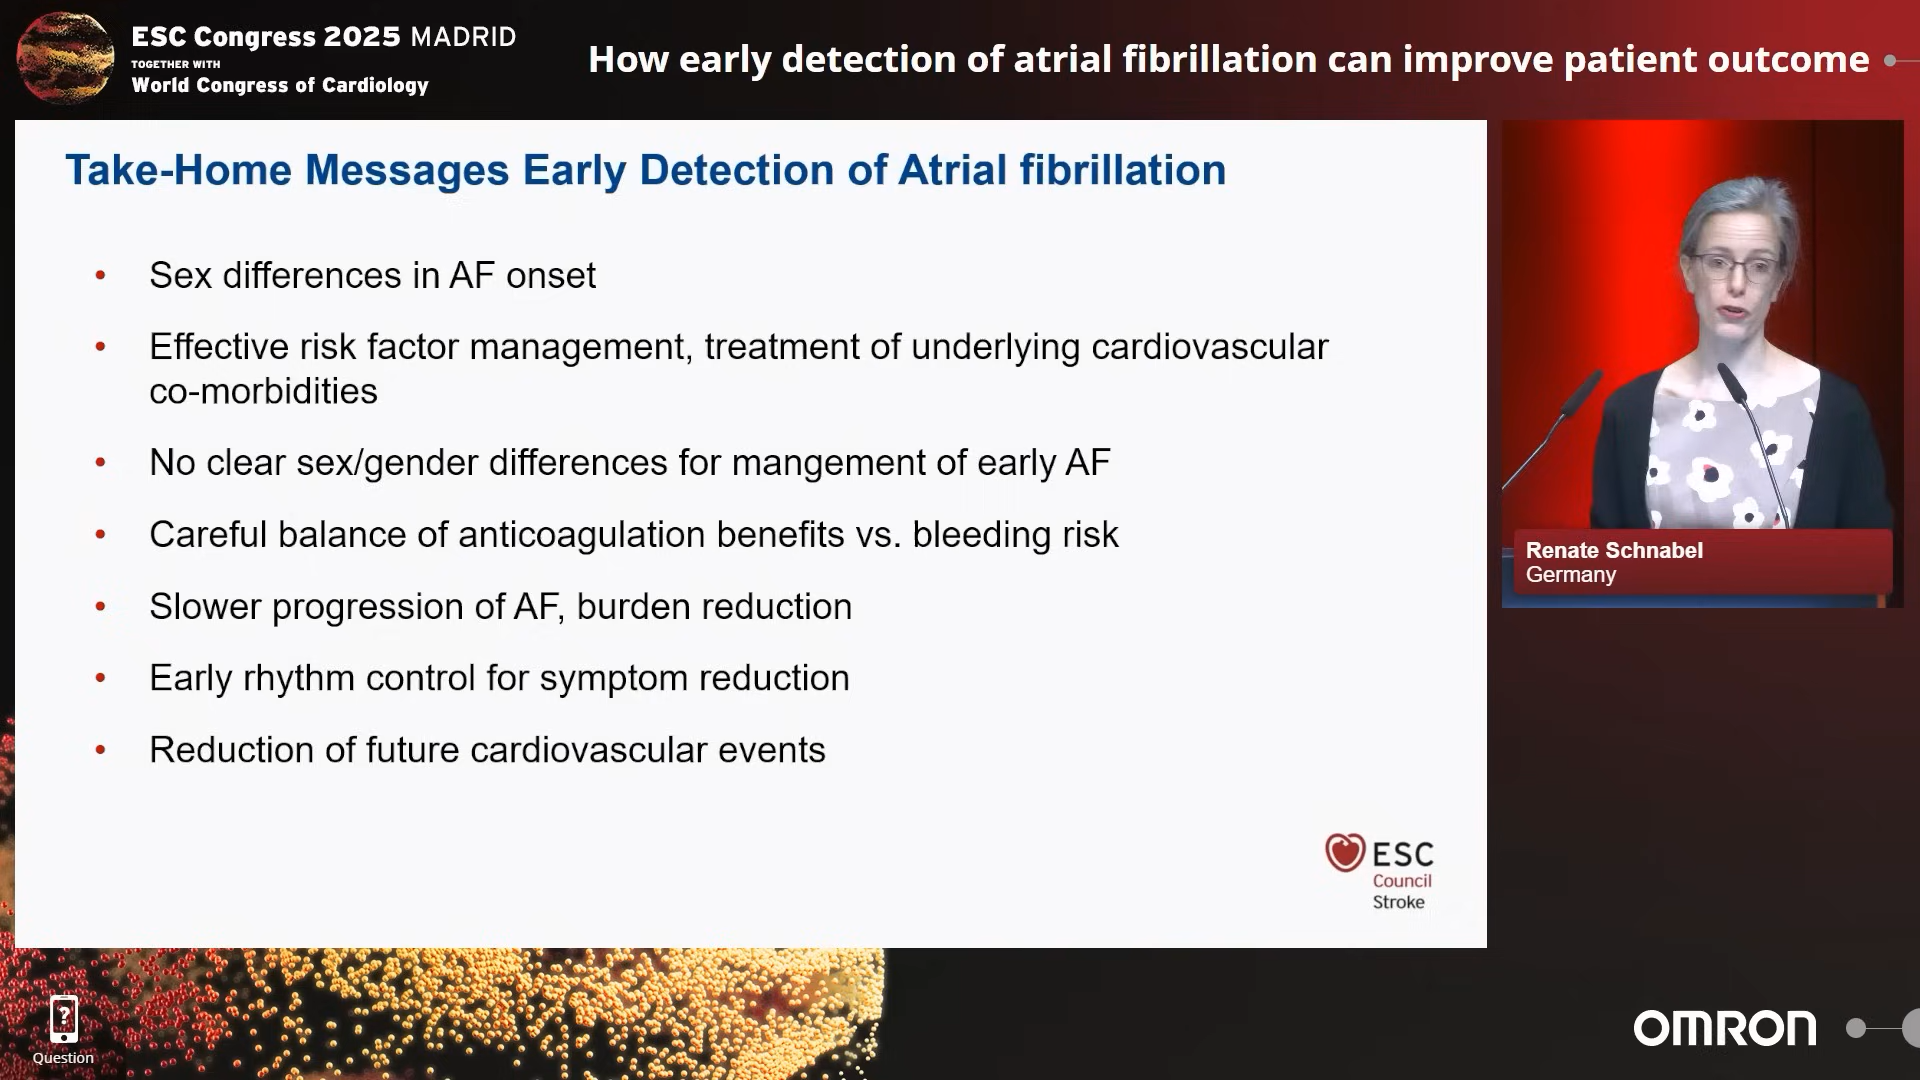 ESC Congress 2025 MADRID
TOGETHER WITH
World Congress of Cardiology
How early detection of atrial fibrillation can improve patient outcome
Take-Home Messages Early Detection of Atrial fibrillation
• Sex differences in AF onset
• Effective risk factor management, treatment of underlying cardiovascular
co-morbidities
• No clear sex/gender differences for mangement of early AF
• Careful balance of anticoagulation benefits vs. bleeding risk
• Slower progression of AF, burden reduction
• Early rhythm control for symptom reduction
• Reduction of future cardiovascular events
ESC
Council
Stroke
Renate Schnabel
Germany
?
Question
OMRON